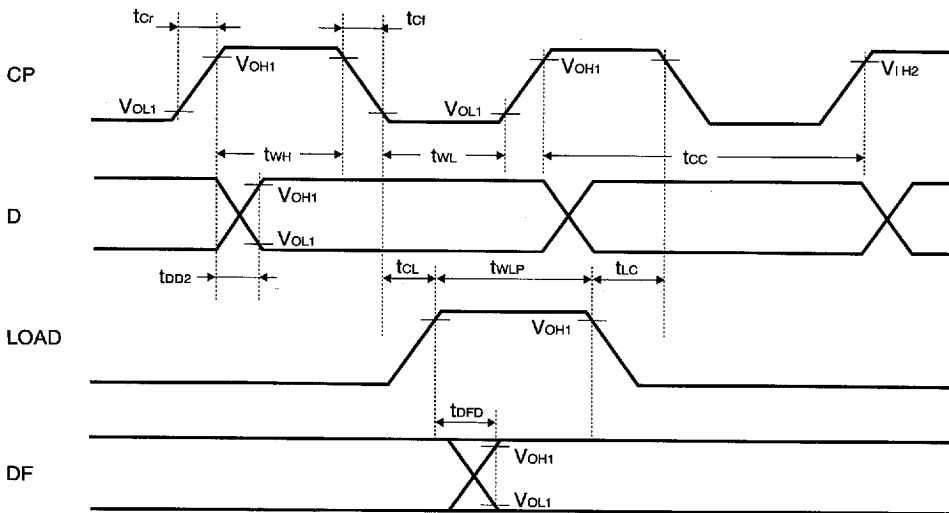 tCr
tCf
CP
VOH1
VOH1
VIH2
VOL1
VOL1
tWH
tWL
tCC
D
VOH1
VOL1
tDD2
tCL
tWLP
tLC
LOAD
VOH1
tDFD
DF
VOH1
VOL1